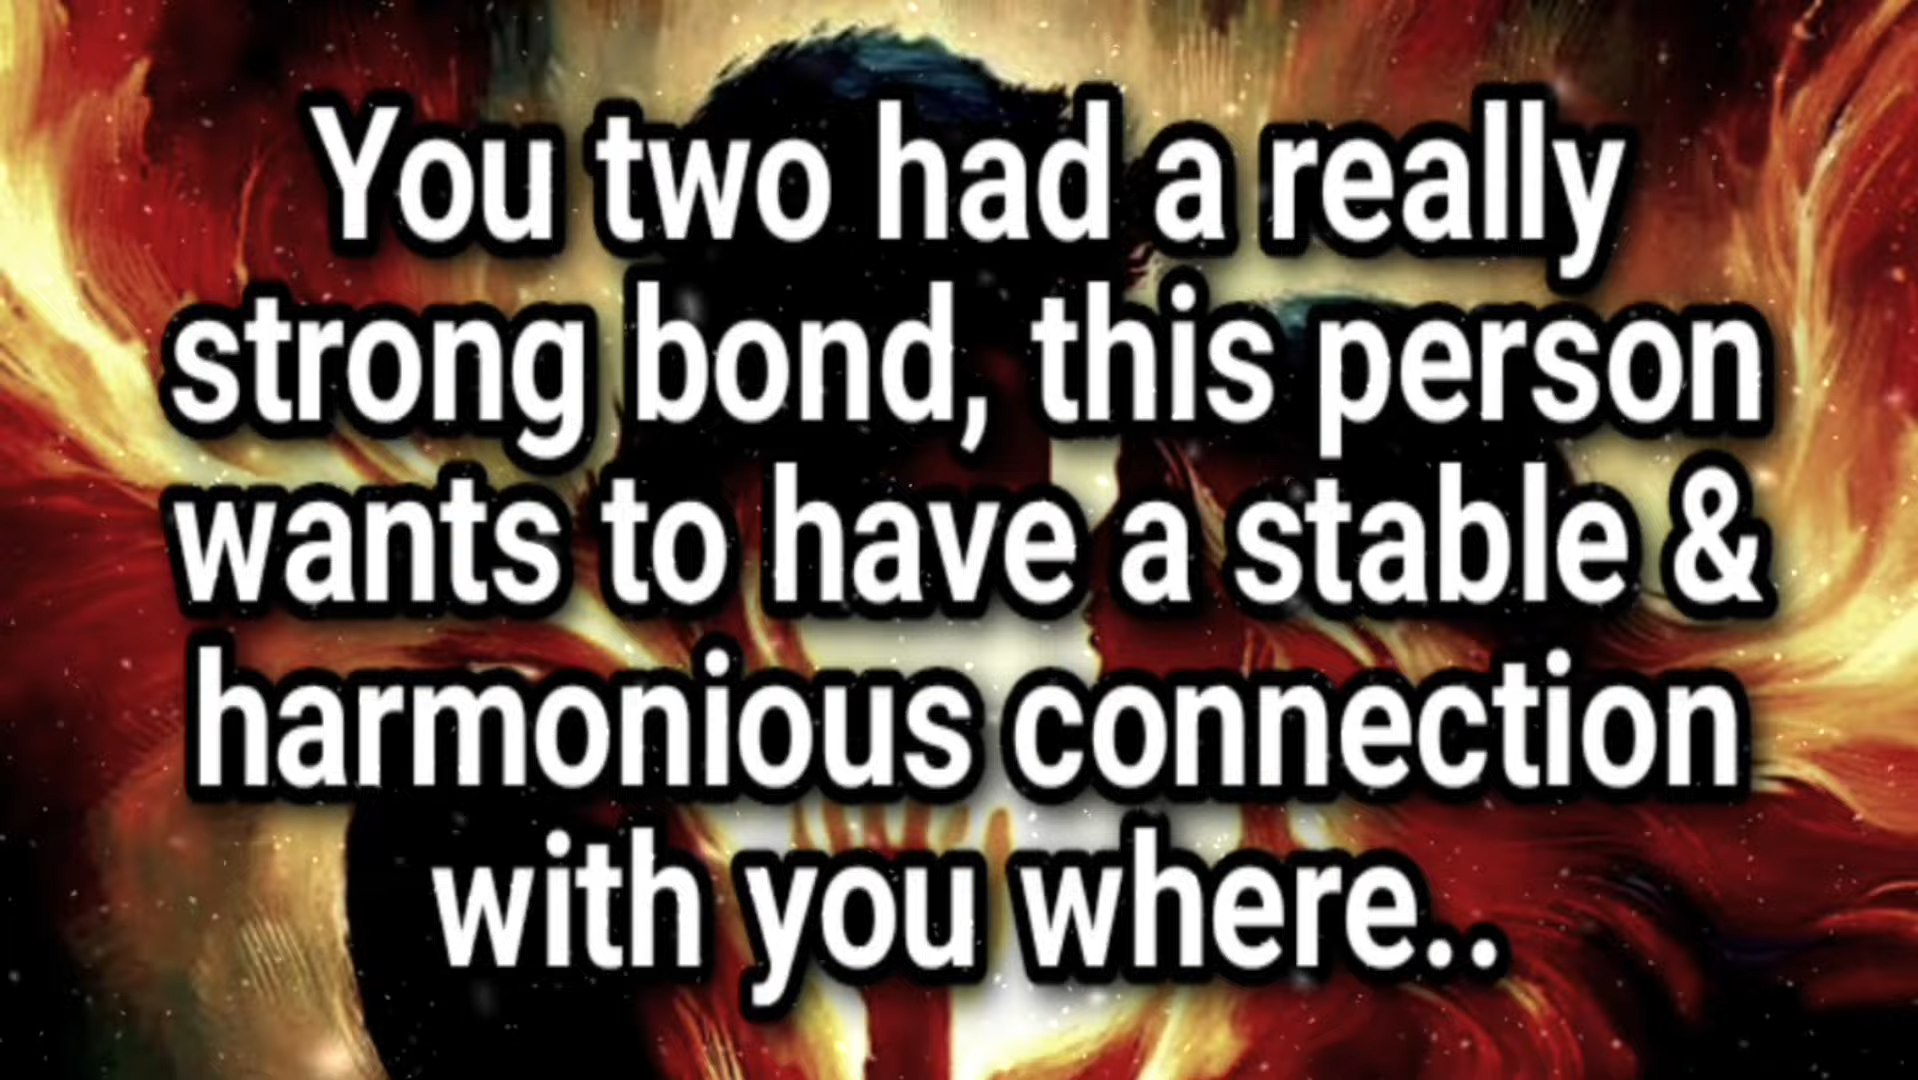 You two had a really
strong bond, this person
wants to have a stable &
harmonious connection
with you where..